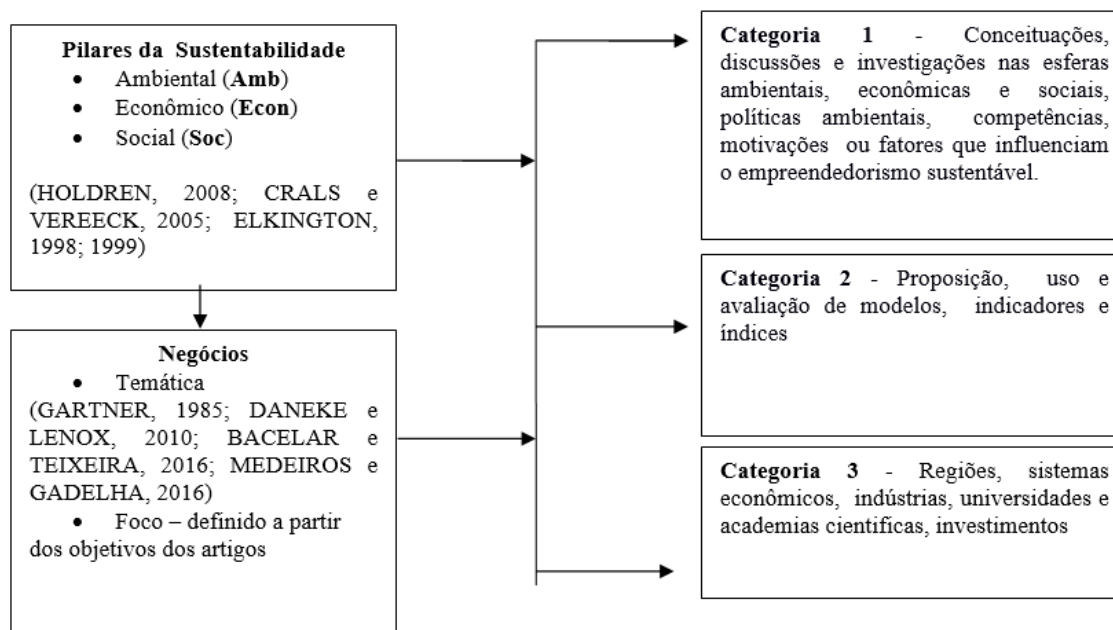 Pilares da Sustentabilidade
• Ambiental (Amb)
• Econômico (Econ)
• Social (Soc)
(HOLDREN, 2008; CRALS e
VEREECK, 2005; ELKINGTON,
1998; 1999)
Negócios
• Temática
(GARTNER, 1985; DANEKE e
LENOX, 2010; BACELAR e
TEIXEIRA, 2016; MEDEIROS e
GADELHA, 2016)
• Foco – definido a partir
dos objetivos dos artigos
Categoria 1 - Conceituações,
discussões e investigações nas esferas
ambientais, econômicas e sociais,
políticas ambientais, competências,
motivações ou fatores que influenciam
o empreendedorismo sustentável.
Categoria 2 - Proposição, uso e
avaliação de modelos, indicadores e
índices
Categoria 3 - Regiões, sistemas
econômicos, indústrias, universidades e
academias cientificas, investimentos